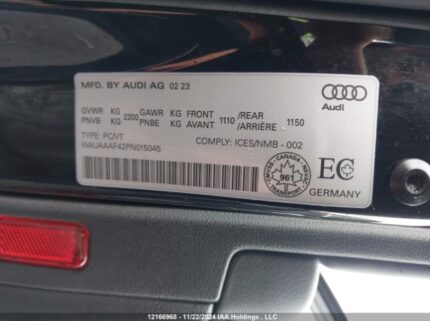 MFD. BY AUDI AG 02 23
Audi
GVWR KG 2200 GAWR KG FRONT 1110 /REAR 1150
PNVB KG PNBE KG AVANT /ARRIÈRE
TYPE: PC/VT
COMPLY: ICES/NMB - 002
WAUAAAF42PN015045
CANADA
961
TRANSPORT
EC
GERMANY
12166968 - 11/22/2024 IAA Holdings, LLC Copyright